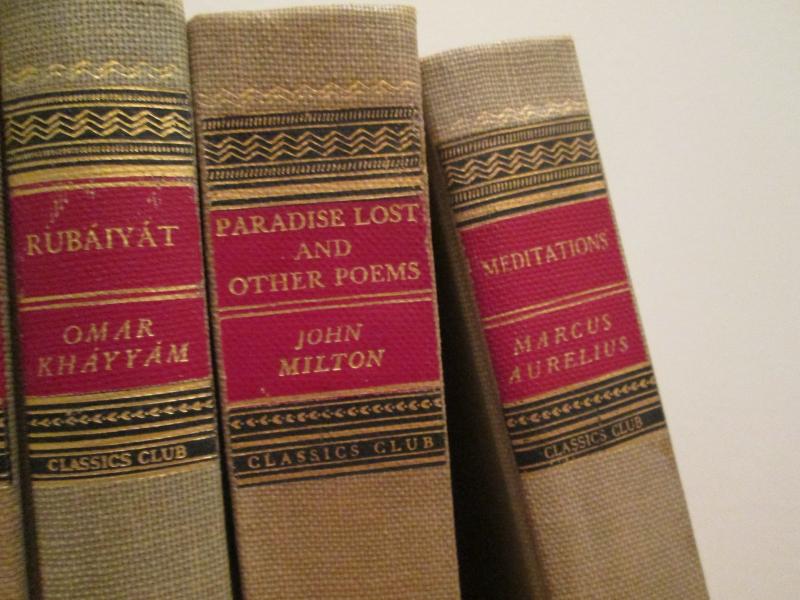 RUBÁIYÁT
OMAR
KHÁYYÁM
CLASSICS CLUB
PARADISE LOST
AND
OTHER POEMS
JOHN
MILTON
CLASSICS CLUB
MEDITATIONS
MARCUS
AURELIUS
CLASSICS CLUB